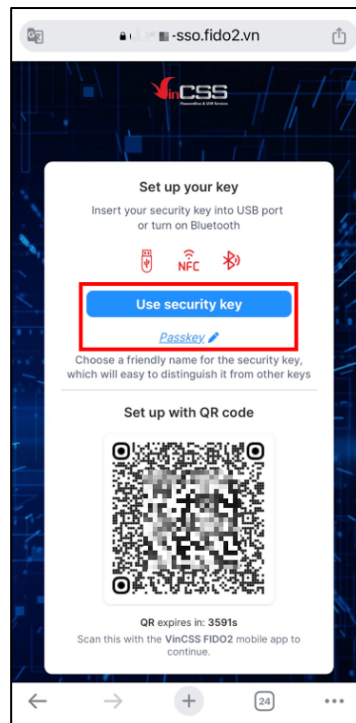 -sso.fido2.vn
VinCSS
Passwordless & IAM Services
Set up your key
Insert your security key into USB port
or turn on Bluetooth
NFC
Use security key
Passkey
Choose a friendly name for the security key,
which will easy to distinguish it from other keys
Set up with QR code
QR expires in: 3591s
Scan this with the VinCSS FIDO2 mobile app to
continue.
24